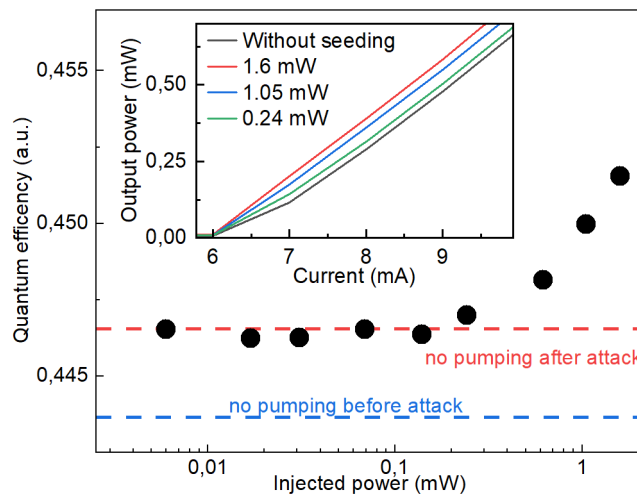 Without seeding
1.6 mW
1.05 mW
0.24 mW
0,50
0,25
0,00
Output power (mW)
6 7 8 9
Current (mA)
0,455
0,450
0,445
Quantum efficency (a.u.)
no pumping after attack
no pumping before attack
0,01 0,1 1
Injected power (mW)